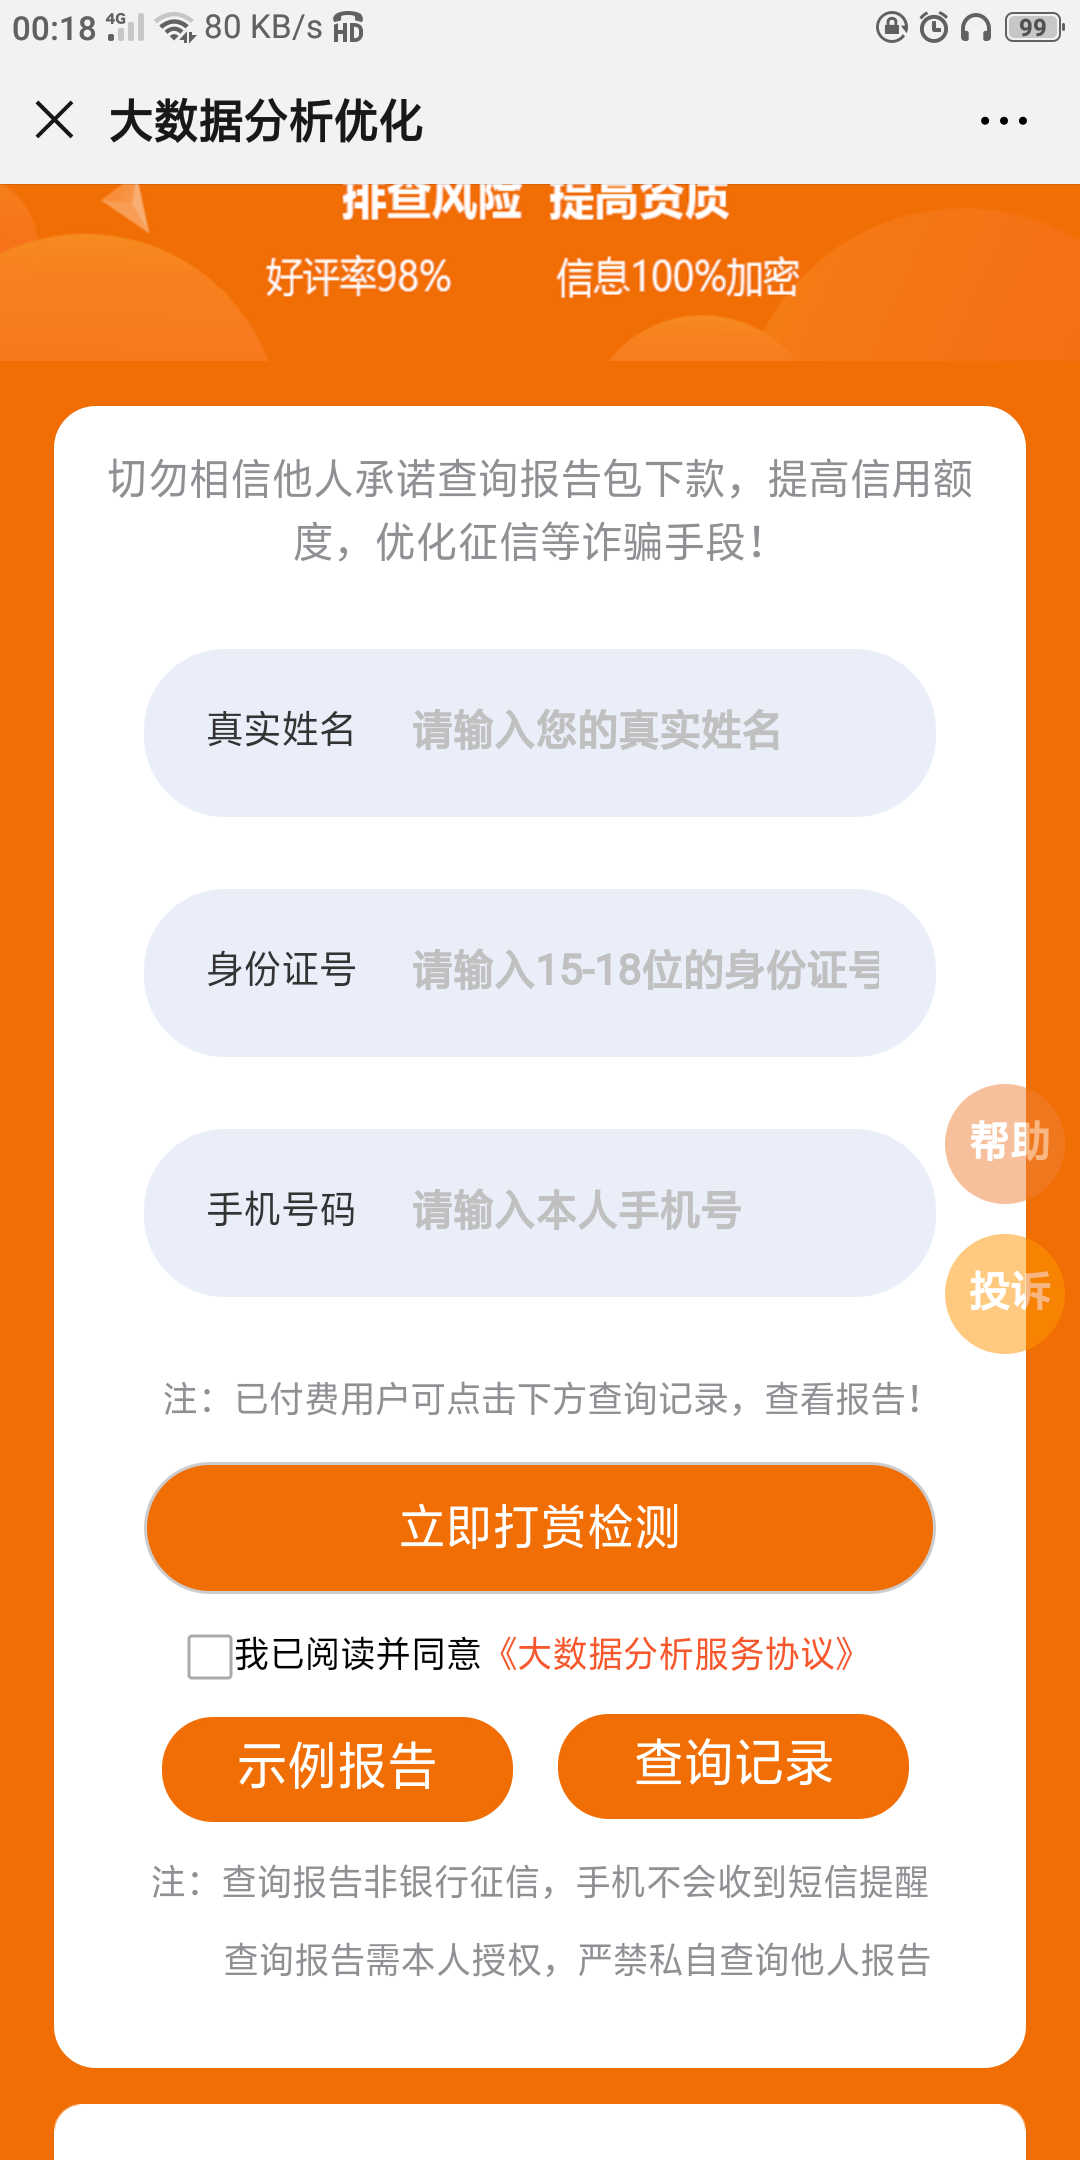 00:18 4G 80 KB/s HD 99
大数据分析优化
排查风险 提高资质
好评率98% 信息100%加密
切勿相信他人承诺查询报告包下款，提高信用额
度，优化征信等诈骗手段！
真实姓名 请输入您的真实姓名
身份证号 请输入15-18位的身份证号
帮助
手机号码 请输入本人手机号
投诉
注：已付费用户可点击下方查询记录，查看报告！
立即打赏检测
我已阅读并同意《大数据分析服务协议》
示例报告 查询记录
注：查询报告非银行征信，手机不会收到短信提醒
查询报告需本人授权，严禁私自查询他人报告